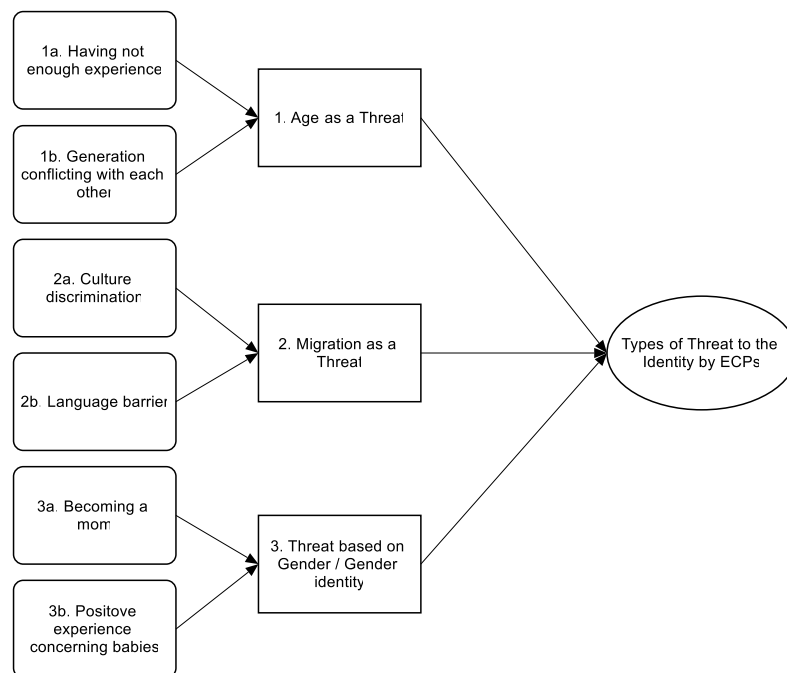 1a. Having not
enough experience
1b. Generation
conflicting with each
other
1. Age as a Threat
2a. Culture
discrimination
2b. Language barrier
2. Migration as a
Threat
3a. Becoming a
mom
3b. Positove
experience
concerning babies
3. Threat based on
Gender / Gender
identity
Types of Threat to the
Identity by ECPs